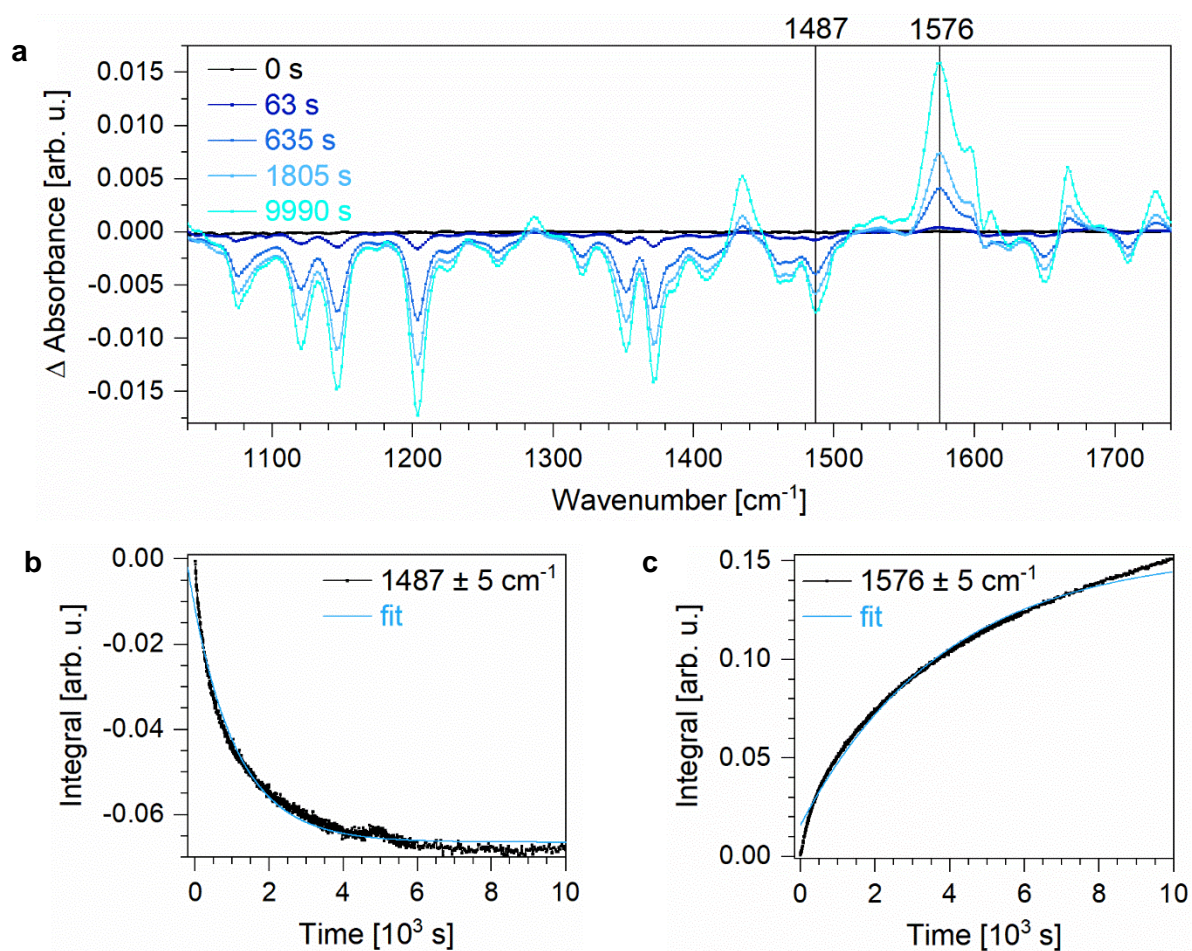 1487 1576
a
0.015
0.010
0.005
0.000
-0.005
-0.010
-0.015
Δ Absorbance [arb. u.]
0 s
63 s
635 s
1805 s
9990 s
1100 1200 1300 1400 1500 1600 1700
Wavenumber [cm⁻¹]
b
0.00
-0.02
-0.04
-0.06
Integral [arb. u.]
1487 ± 5 cm⁻¹
fit
0 2 4 6 8 10
Time [10³ s]
c
0.15
0.10
0.05
0.00
Integral [arb. u.]
1576 ± 5 cm⁻¹
fit
0 2 4 6 8 10
Time [10³ s]